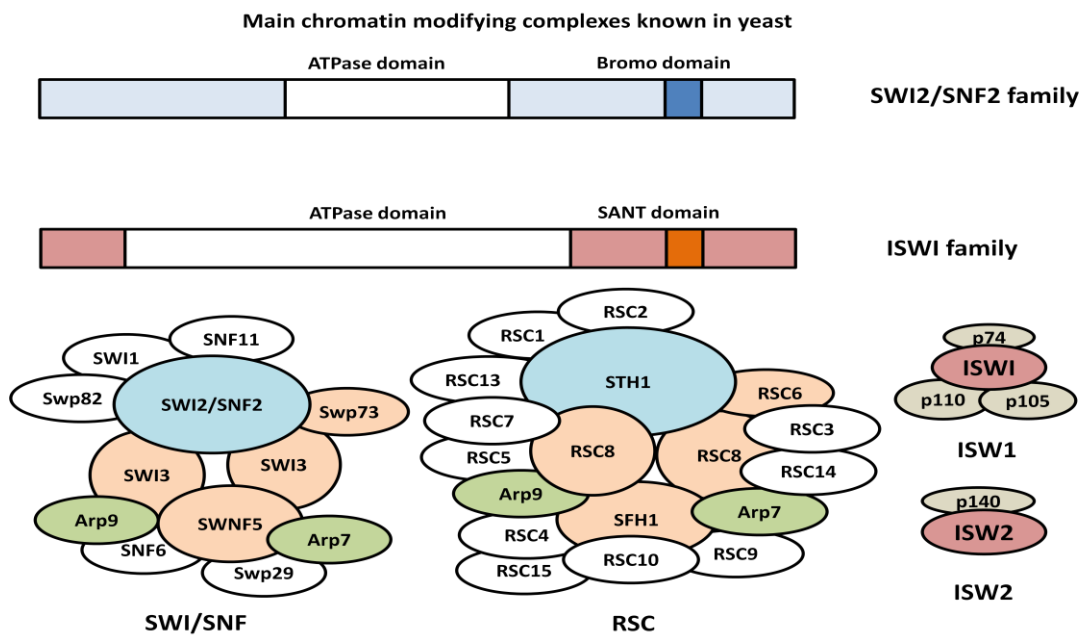 Main chromatin modifying complexes known in yeast
ATPase domain
Bromo domain
SWI2/SNF2 family
ATPase domain
SANT domain
ISWI family
SNF11
SWI1
Swp82
SWI2/SNF2
Swp73
SWI3
SWI3
Arp9
SWNF5
Arp7
SNF6
Swp29
SWI/SNF
RSC2
RSC1
STH1
RSC13
RSC6
RSC7
RSC3
RSC5
RSC8
RSC8
RSC14
Arp9
SFH1
Arp7
RSC4
RSC10
RSC9
RSC15
RSC
p74
ISWI
p110
p105
ISW1
p140
ISW2
ISW2